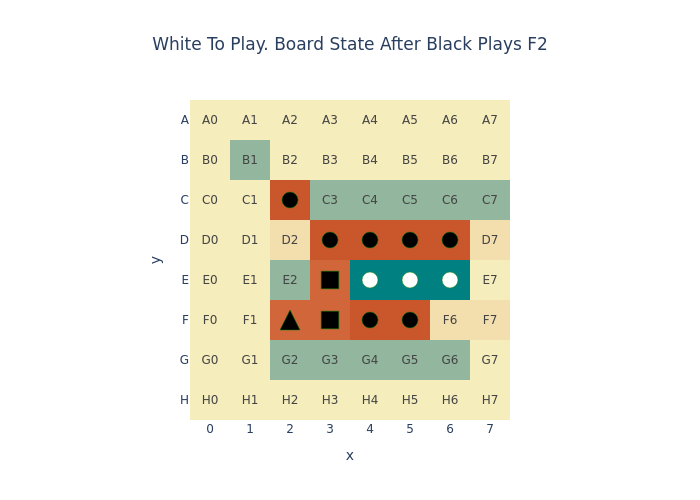 White To Play. Board State After Black Plays F2
A A0 A1 A2 A3 A4 A5 A6 A7
B B0 B1 B2 B3 B4 B5 B6 B7
C C0 C1 C3 C4 C5 C6 C7
D D0 D1 D2 D7
y
E E0 E1 E2 E7
F F0 F1 F6 F7
G G0 G1 G2 G3 G4 G5 G6 G7
H H0 H1 H2 H3 H4 H5 H6 H7
0 1 2 3 4 5 6 7
x